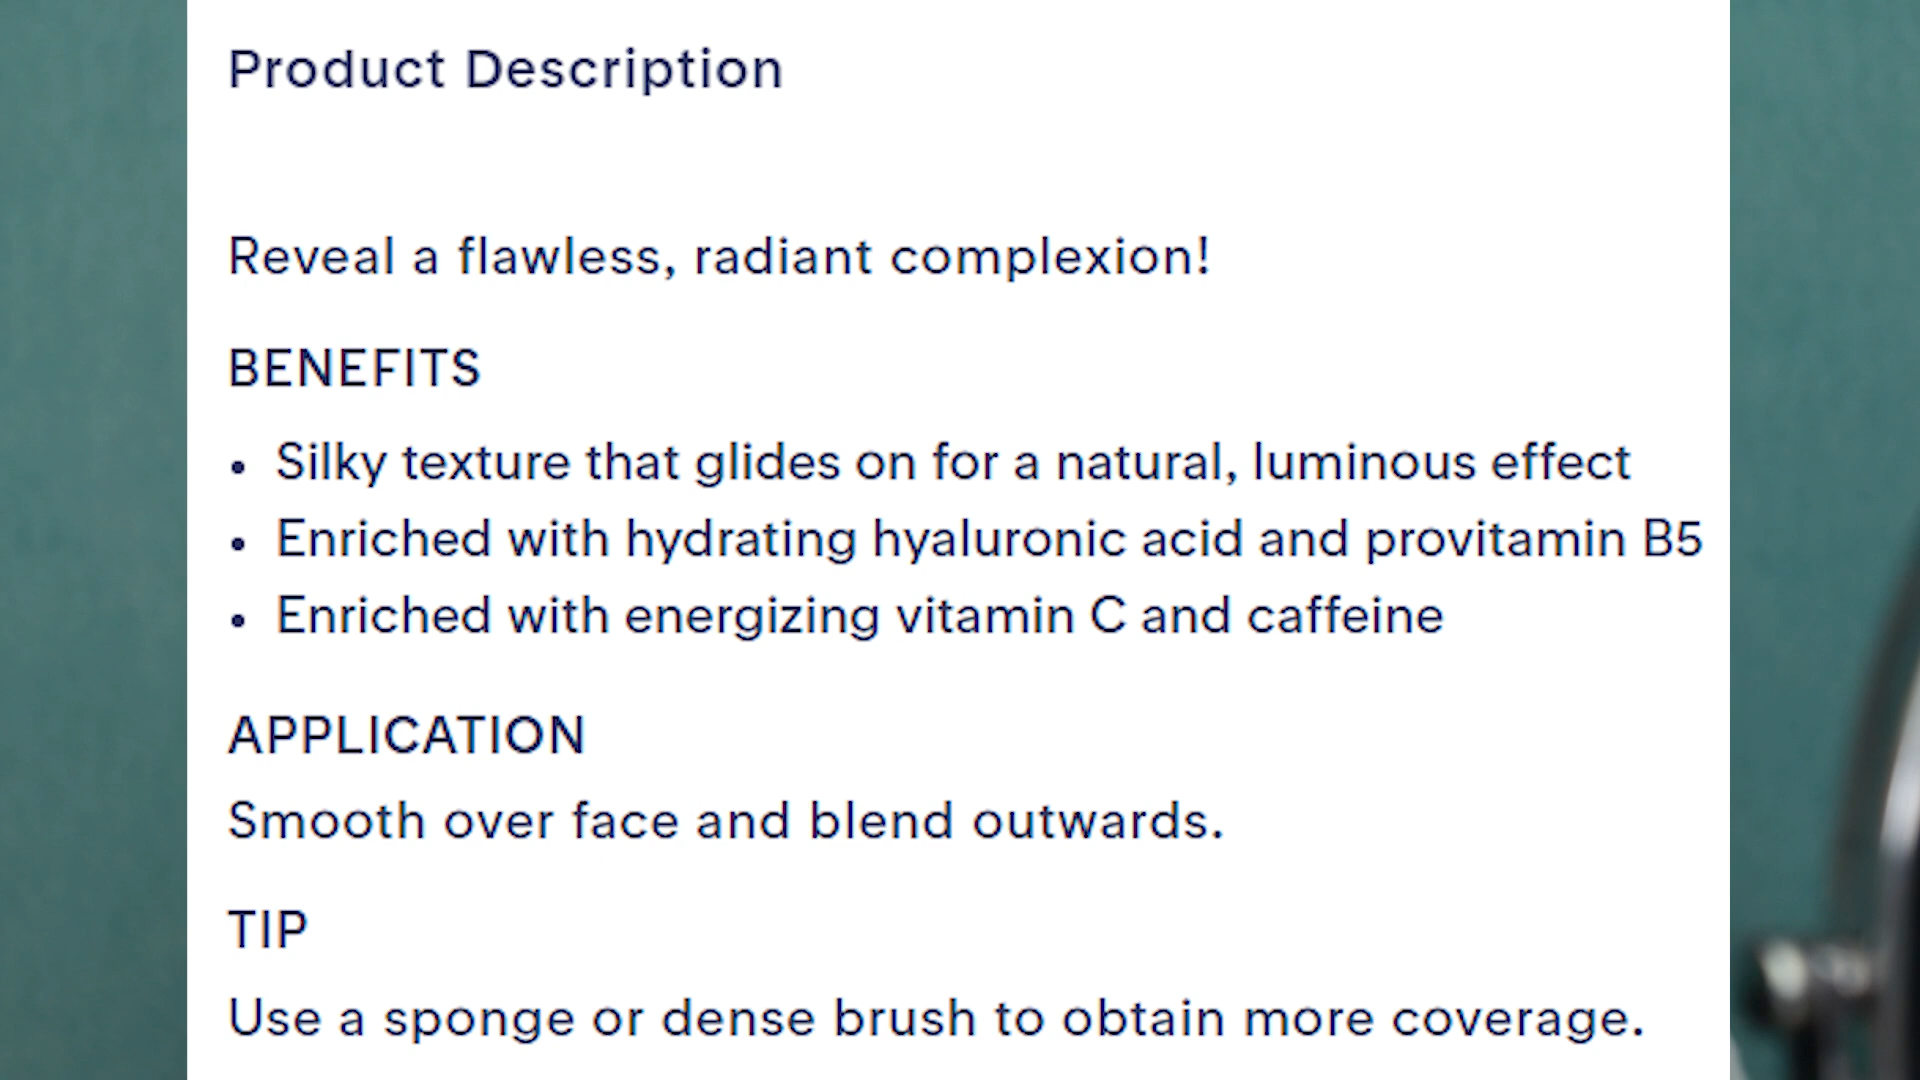 Product Description
Reveal a flawless, radiant complexion!
BENEFITS
• Silky texture that glides on for a natural, luminous effect
• Enriched with hydrating hyaluronic acid and provitamin B5
• Enriched with energizing vitamin C and caffeine
APPLICATION
Smooth over face and blend outwards.
TIP
Use a sponge or dense brush to obtain more coverage.